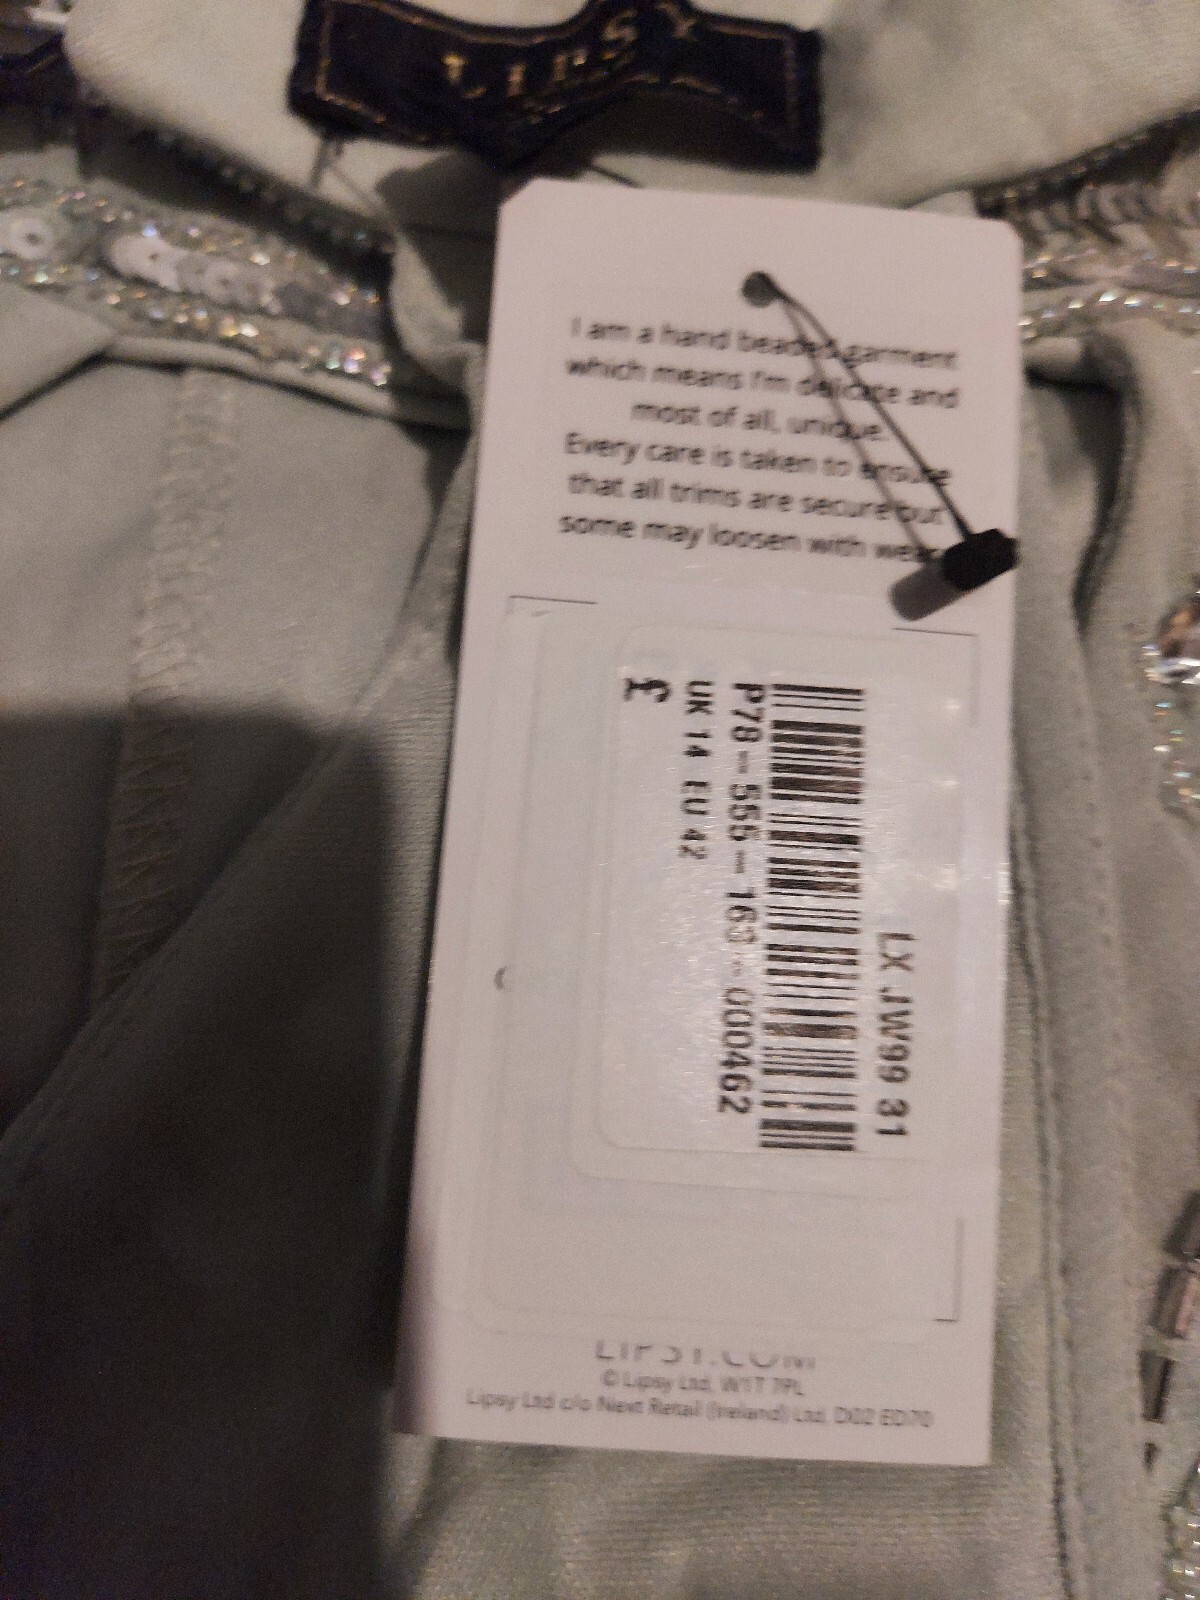 LIPSY
I am a hand beaded garment
which means I'm delicate and
most of all, unique.
Every care is taken to ensure
that all trims are secure but
some may loosen with wear
LX JW99 31
P78-555-163-000462
UK 14 EU 42
£
LIPSY.COM
© Lipsy Ltd, W1T 7PL
Lipsy Ltd c/o Next Retail (Ireland) Ltd, D02 ED70